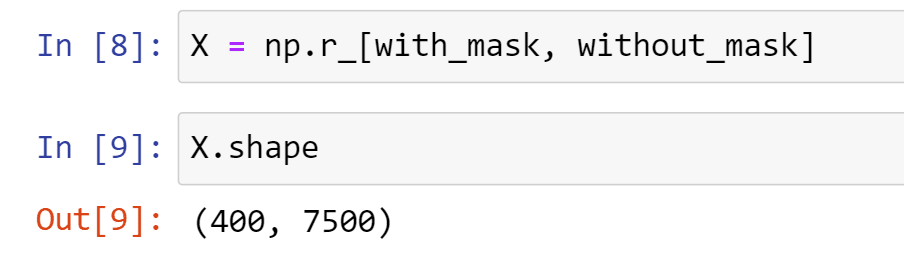 In [8]: X = np.r_[with_mask, without_mask]
In [9]: X.shape
Out[9]: (400, 7500)